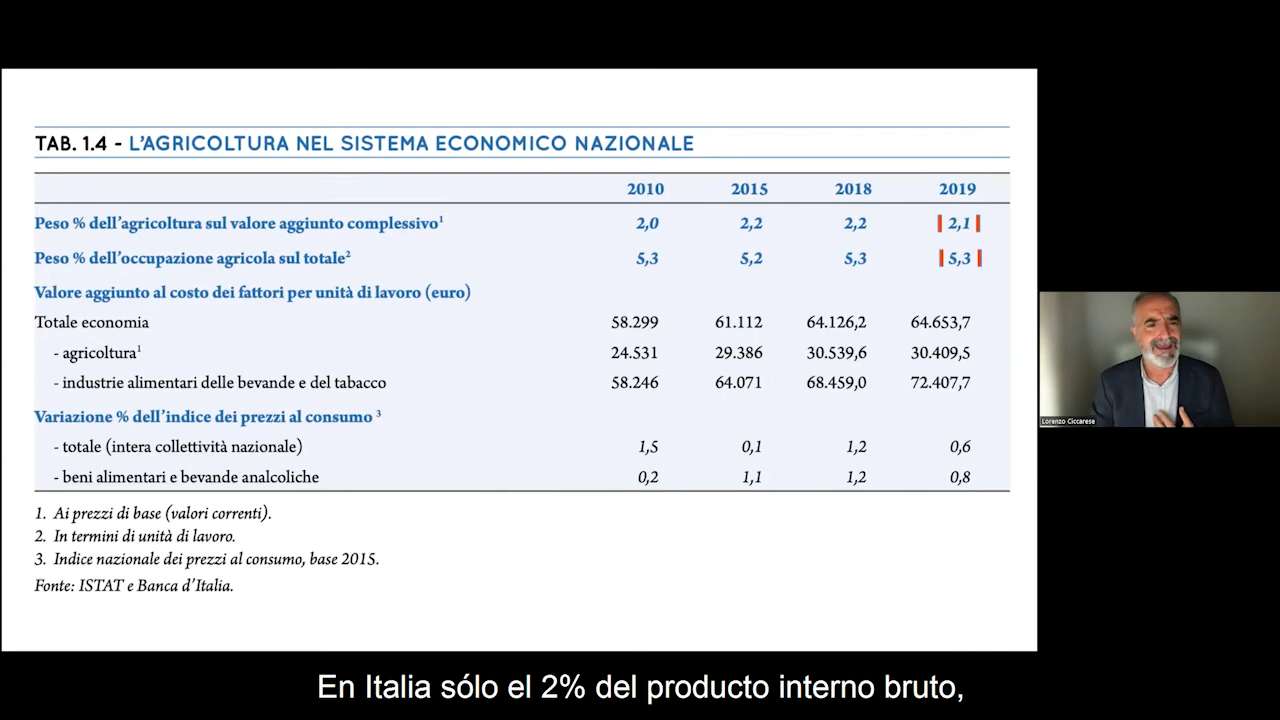 TAB. 1.4 - L'AGRICOLTURA NEL SISTEMA ECONOMICO NAZIONALE
2010 2015 2018 2019
Peso % dell'agricoltura sul valore aggiunto complessivo¹ 2,0 2,2 2,2 2,1
Peso % dell'occupazione agricola sul totale² 5,3 5,2 5,3 5,3
Valore aggiunto al costo dei fattori per unità di lavoro (euro)
Totale economia 58.299 61.112 64.126,2 64.653,7
- agricoltura¹ 24.531 29.386 30.539,6 30.409,5
- industrie alimentari delle bevande e del tabacco 58.246 64.071 68.459,0 72.407,7
Variazione % dell'indice dei prezzi al consumo ³
- totale (intera collettività nazionale) 1,5 0,1 1,2 0,6
- beni alimentari e bevande analcoliche 0,2 1,1 1,2 0,8
1. Ai prezzi di base (valori correnti).
2. In termini di unità di lavoro.
3. Indice nazionale dei prezzi al consumo, base 2015.
Fonte: ISTAT e Banca d'Italia.
Lorenzo Ciccarese
En Italia sólo el 2% del producto interno bruto,